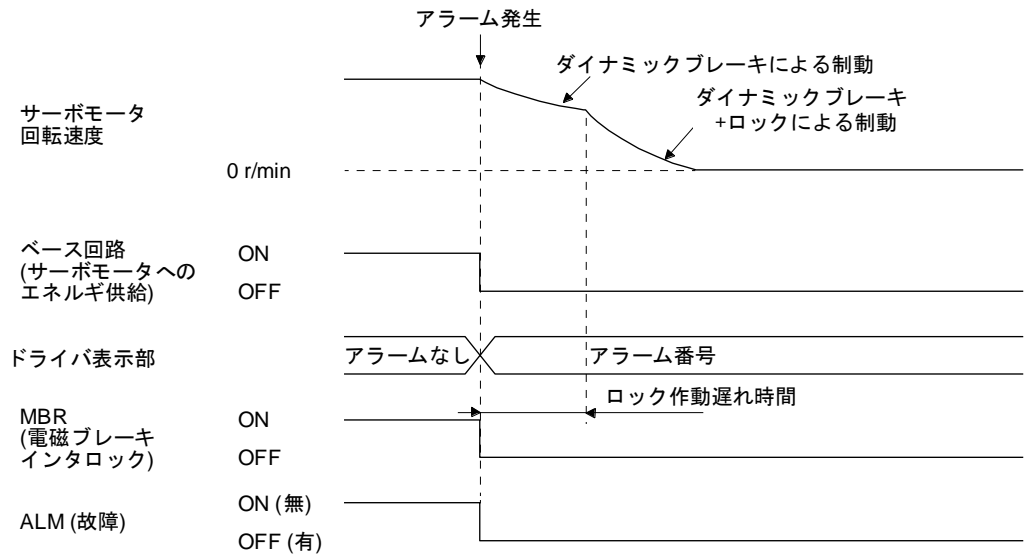 アラーム発生
ダイナミックブレーキによる制動
ダイナミックブレーキ
+ロックによる制動
サーボモータ
回転速度
0 r/min
ベース回路
(サーボモータへの
エネルギ供給)
ON
OFF
ドライバ表示部
アラームなし
アラーム番号
ロック作動遅れ時間
MBR
(電磁ブレーキ
インタロック)
ON
OFF
ALM (故障)
ON (無)
OFF (有)